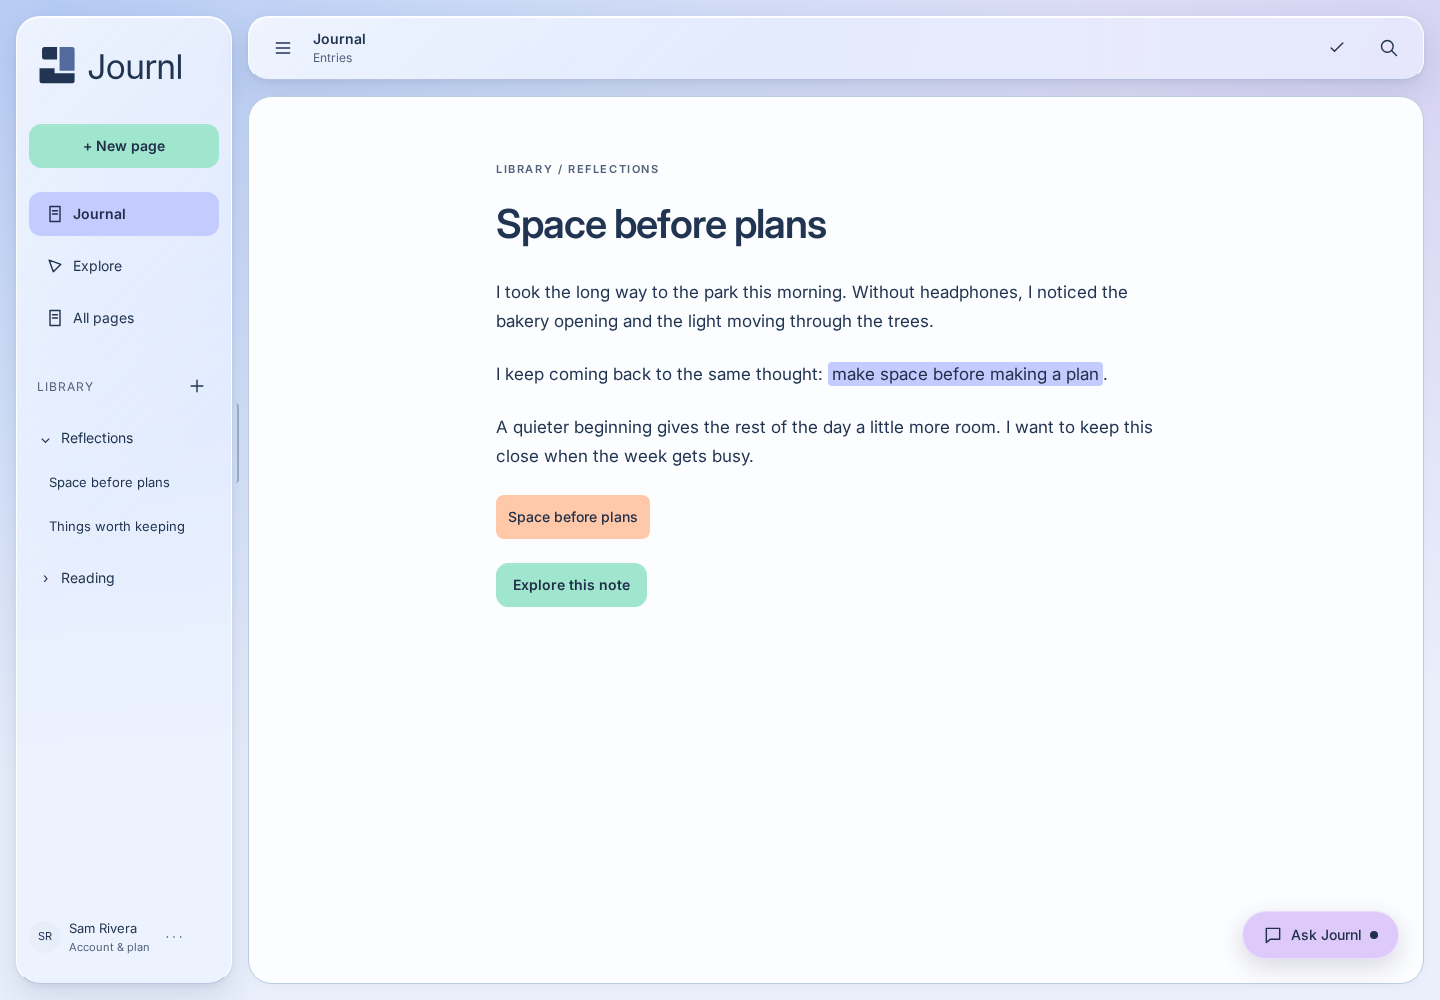 Journl
+ New page
Journal
Explore
All pages
LIBRARY
Reflections
Space before plans
Things worth keeping
Reading
SR
Sam Rivera
Account & plan
...
Journal
Entries
LIBRARY / REFLECTIONS
Space before plans
I took the long way to the park this morning. Without headphones, I noticed the
bakery opening and the light moving through the trees.
I keep coming back to the same thought: make space before making a plan.
A quieter beginning gives the rest of the day a little more room. I want to keep this
close when the week gets busy.
Space before plans
Explore this note
Ask Journl